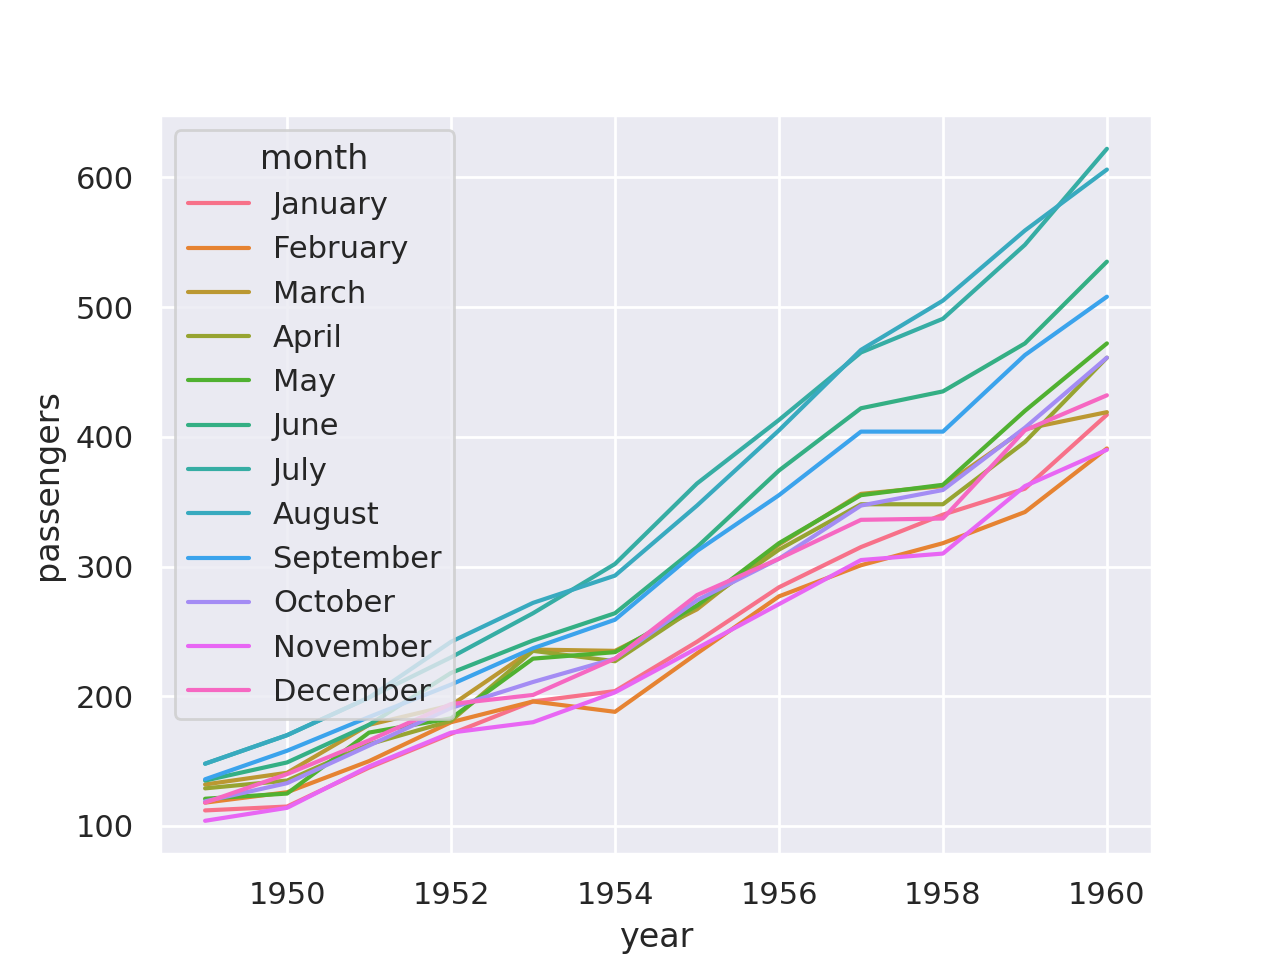 month
January
February
March
April
May
June
July
August
September
October
November
December
passengers
600
500
400
300
200
100
1950 1952 1954 1956 1958 1960
year